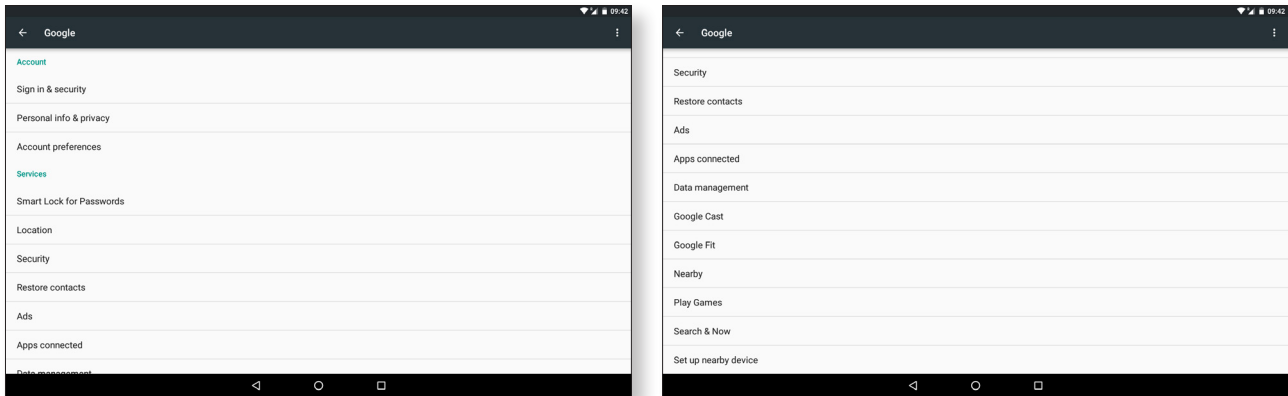 09:42
Google
Account
Sign in & security
Personal info & privacy
Account preferences
Services
Smart Lock for Passwords
Location
Security
Restore contacts
Ads
Apps connected
Data management
09:42
Google
Security
Restore contacts
Ads
Apps connected
Data management
Google Cast
Google Fit
Nearby
Play Games
Search & Now
Set up nearby device